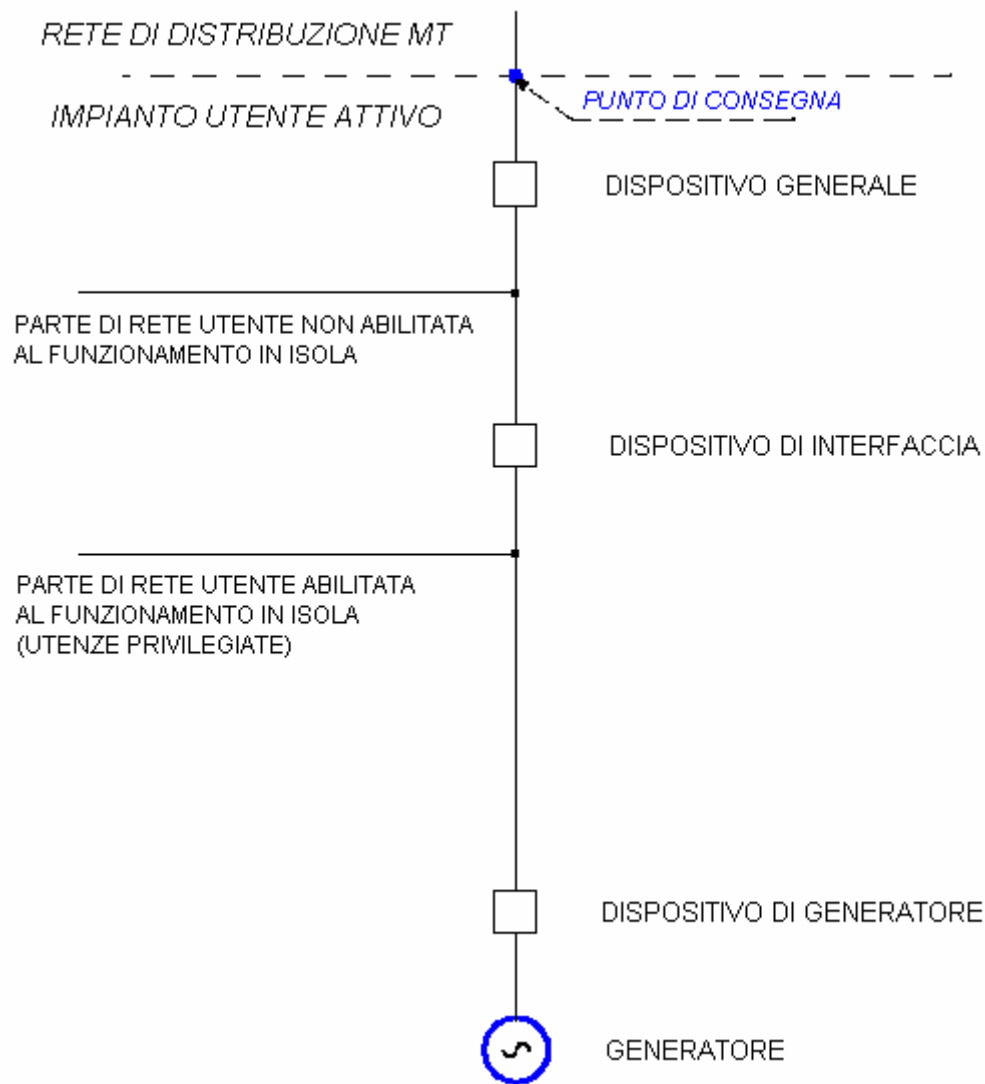 RETE DI DISTRIBUZIONE MT
IMPIANTO UTENTE ATTIVO
PUNTO DI CONSEGNA
DISPOSITIVO GENERALE
PARTE DI RETE UTENTE NON ABILITATA
AL FUNZIONAMENTO IN ISOLA
DISPOSITIVO DI INTERFACCIA
PARTE DI RETE UTENTE ABILITATA
AL FUNZIONAMENTO IN ISOLA
(UTENZE PRIVILEGIATE)
DISPOSITIVO DI GENERATORE
GENERATORE